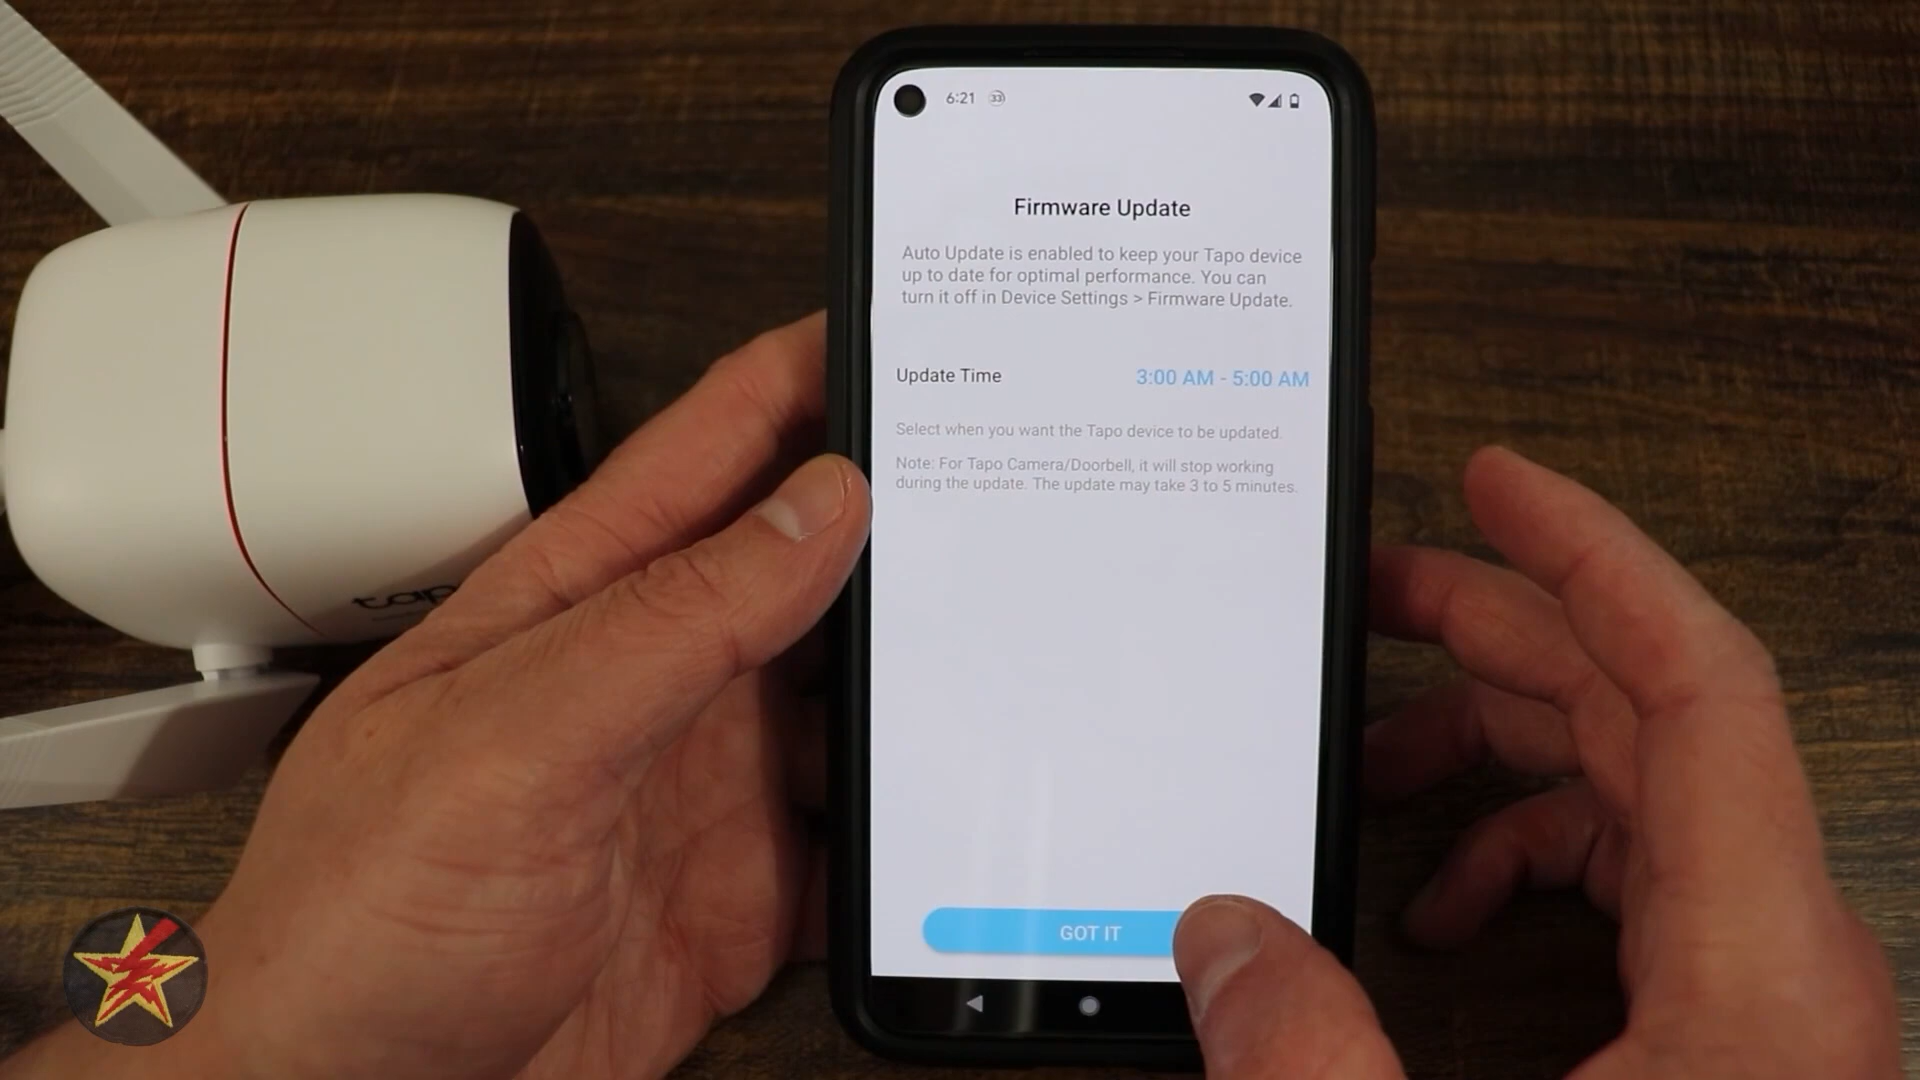 6:21 33
Firmware Update
Auto Update is enabled to keep your Tapo device
up to date for optimal performance. You can
turn it off in Device Settings > Firmware Update.
Update Time 3:00 AM - 5:00 AM
Select when you want the Tapo device to be updated.
Note: For Tapo Camera/Doorbell, it will stop working
during the update. The update may take 3 to 5 minutes.
tap
GOT IT